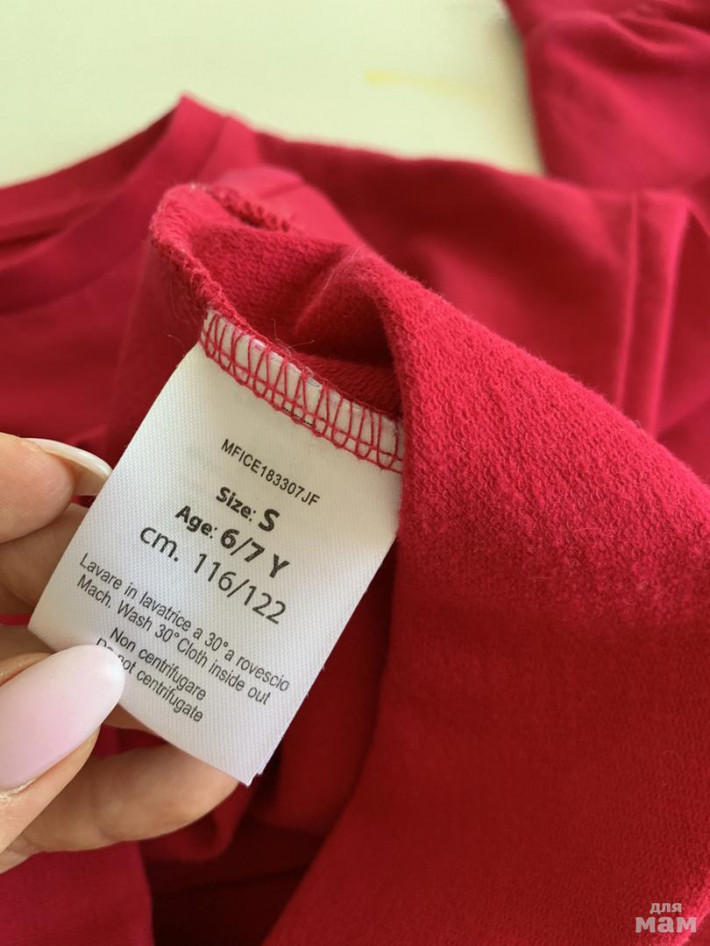 MFICE183307JF
Size: S
Age: 6/7 Y
cm. 116/122
Lavare in lavatrice a 30° a rovescio
Mach. Wash 30° Cloth inside out
Non centrifugare
Do not centrifugate
для
мам